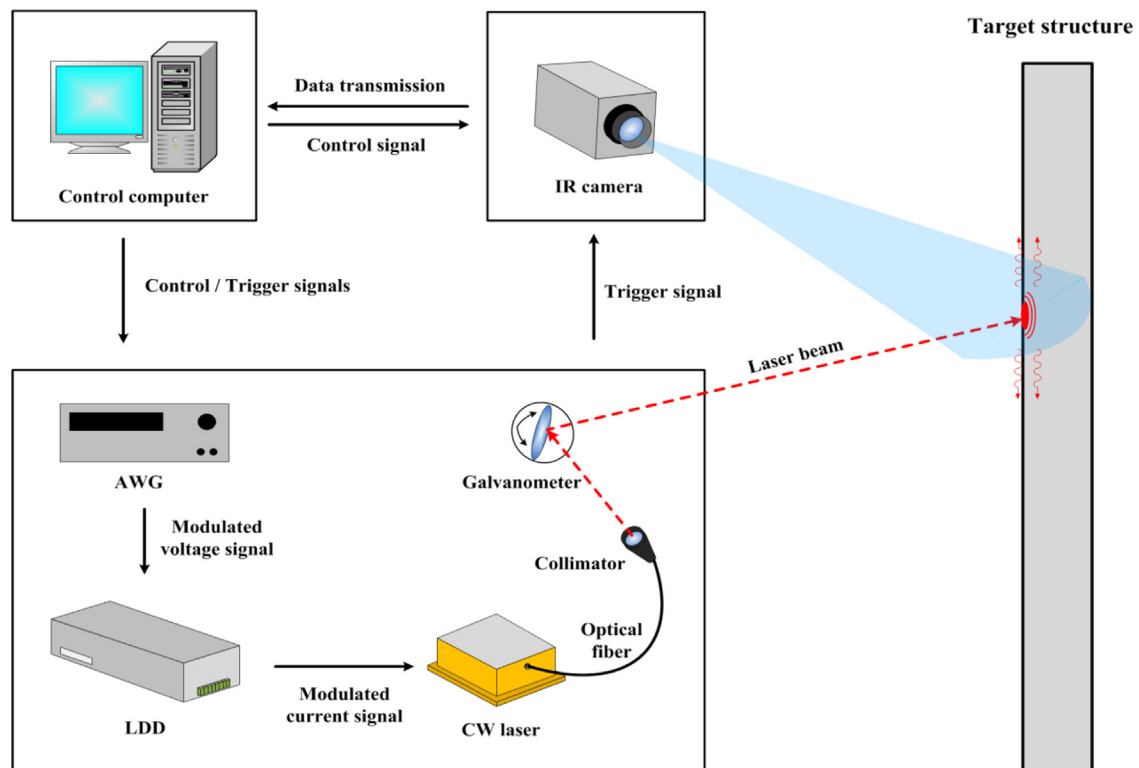 Target structure
Data transmission
Control signal
Control computer
IR camera
Control / Trigger signals
Trigger signal
Laser beam
AWG
Galvanometer
Modulated
voltage signal
Collimator
Optical
fiber
Modulated
current signal
LDD
CW laser